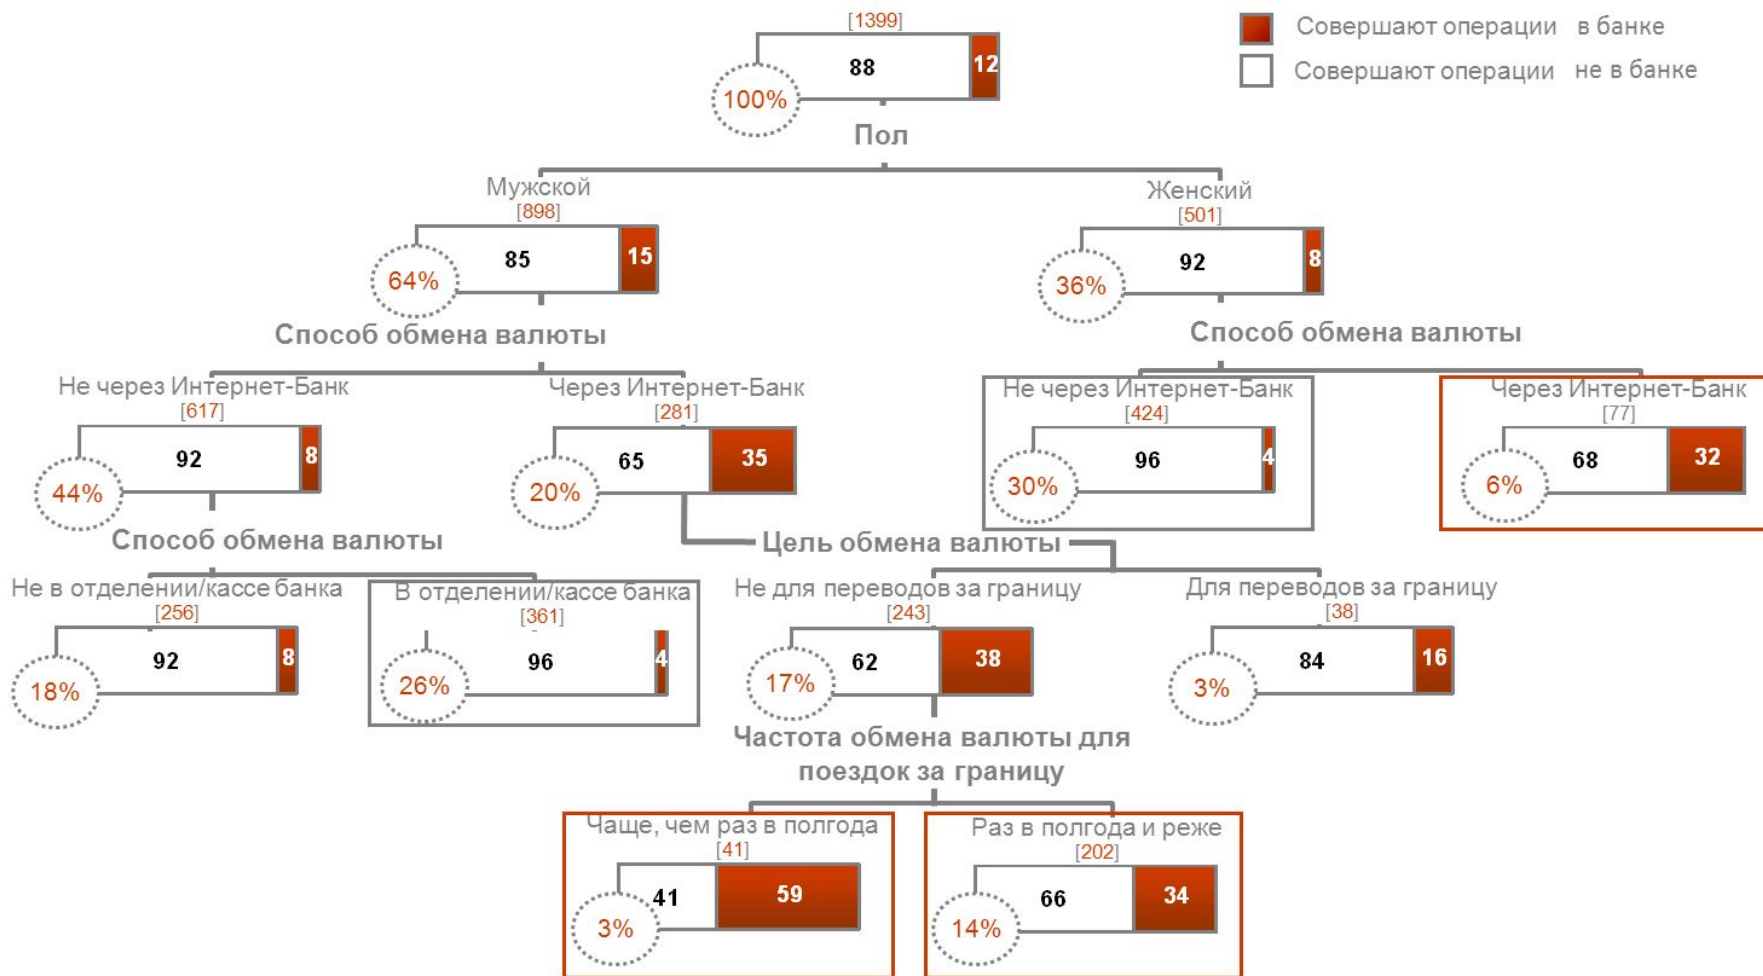 [1399]
Совершают операции в банке
Совершают операции не в банке
88
12
100%
Пол
Мужской
[898]
85
15
64%
Женский
[501]
92
8
36%
Способ обмена валюты
Способ обмена валюты
Не через Интернет-Банк
[617]
92
8
44%
Через Интернет-Банк
[281]
65
35
20%
Не через Интернет-Банк
[424]
96
4
30%
Через Интернет-Банк
[77]
68
32
6%
Способ обмена валюты
Цель обмена валюты
Не в отделении/кассе банка
[256]
92
8
18%
В отделении/кассе банка
[361]
96
4
26%
Не для переводов за границу
[243]
62
38
17%
Для переводов за границу
[38]
84
16
3%
Частота обмена валюты для
поездок за границу
Чаще, чем раз в полгода
[41]
41
59
3%
Раз в полгода и реже
[202]
66
34
14%